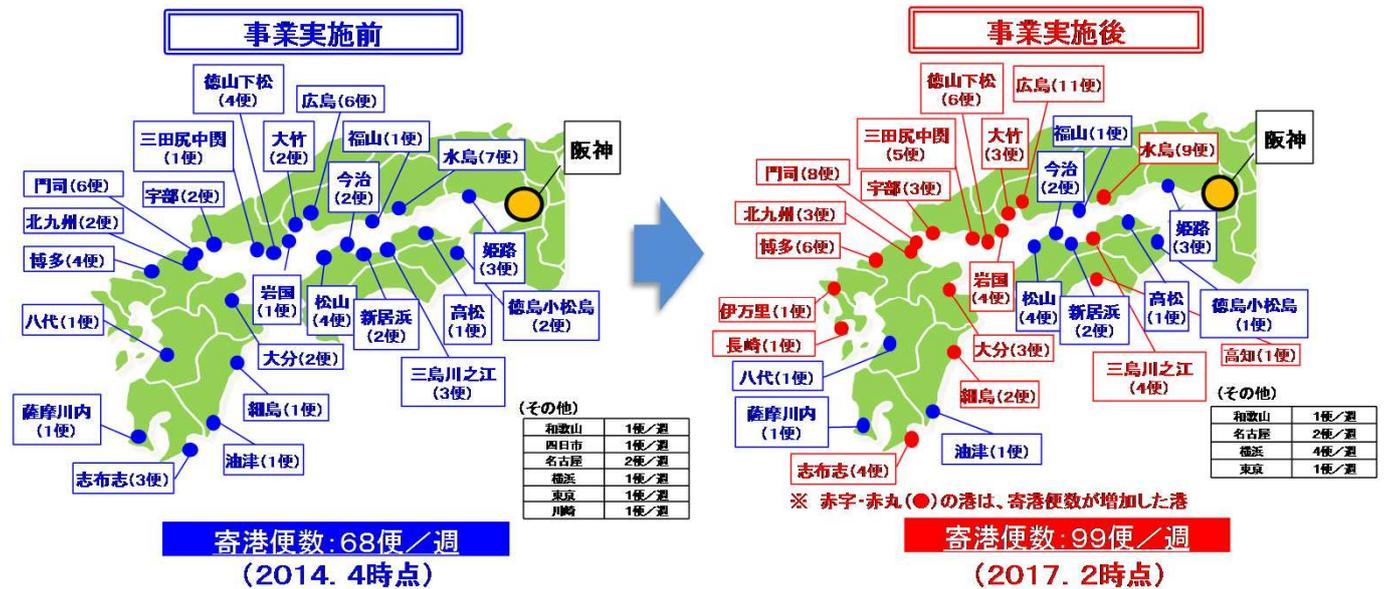 事業実施前
徳山下松
(4便)
広島(6便)
三田尻中関
(1便)
大竹
(2便)
福山(1便)
水島(7便)
阪神
今治
(2便)
門司(6便)
宇部(2便)
北九州(2便)
博多(4便)
姫路
(3便)
岩国
(1便)
松山
(4便)
新居浜
(2便)
高松
(1便)
徳島小松島
(2便)
八代(1便)
大分(2便)
三島川之江
(3便)
細島(1便)
薩摩川内
(1便)
油津(1便)
志布志(3便)
(その他)
和歌山 1便/週
四日市 1便/週
名古屋 2便/週
横浜 1便/週
東京 1便/週
川崎 1便/週
寄港便数:68便/週
(2014. 4時点)
事業実施後
徳山下松
(6便)
広島(11便)
三田尻中関
(5便)
大竹
(3便)
福山(1便)
水島(9便)
阪神
今治
(2便)
門司(8便)
宇部(3便)
北九州(3便)
博多(6便)
姫路
(3便)
岩国
(4便)
松山
(4便)
新居浜
(2便)
高松
(1便)
徳島小松島
(1便)
伊万里(1便)
長崎(1便)
大分(3便)
高知(1便)
三島川之江
(4便)
八代(1便)
細島(2便)
薩摩川内
(1便)
油津(1便)
志布志(4便)
(その他)
和歌山 1便/週
名古屋 2便/週
横浜 4便/週
東京 1便/週
※ 赤字・赤丸(●)の港は、寄港便数が増加した港
寄港便数:99便/週
(2017. 2時点)